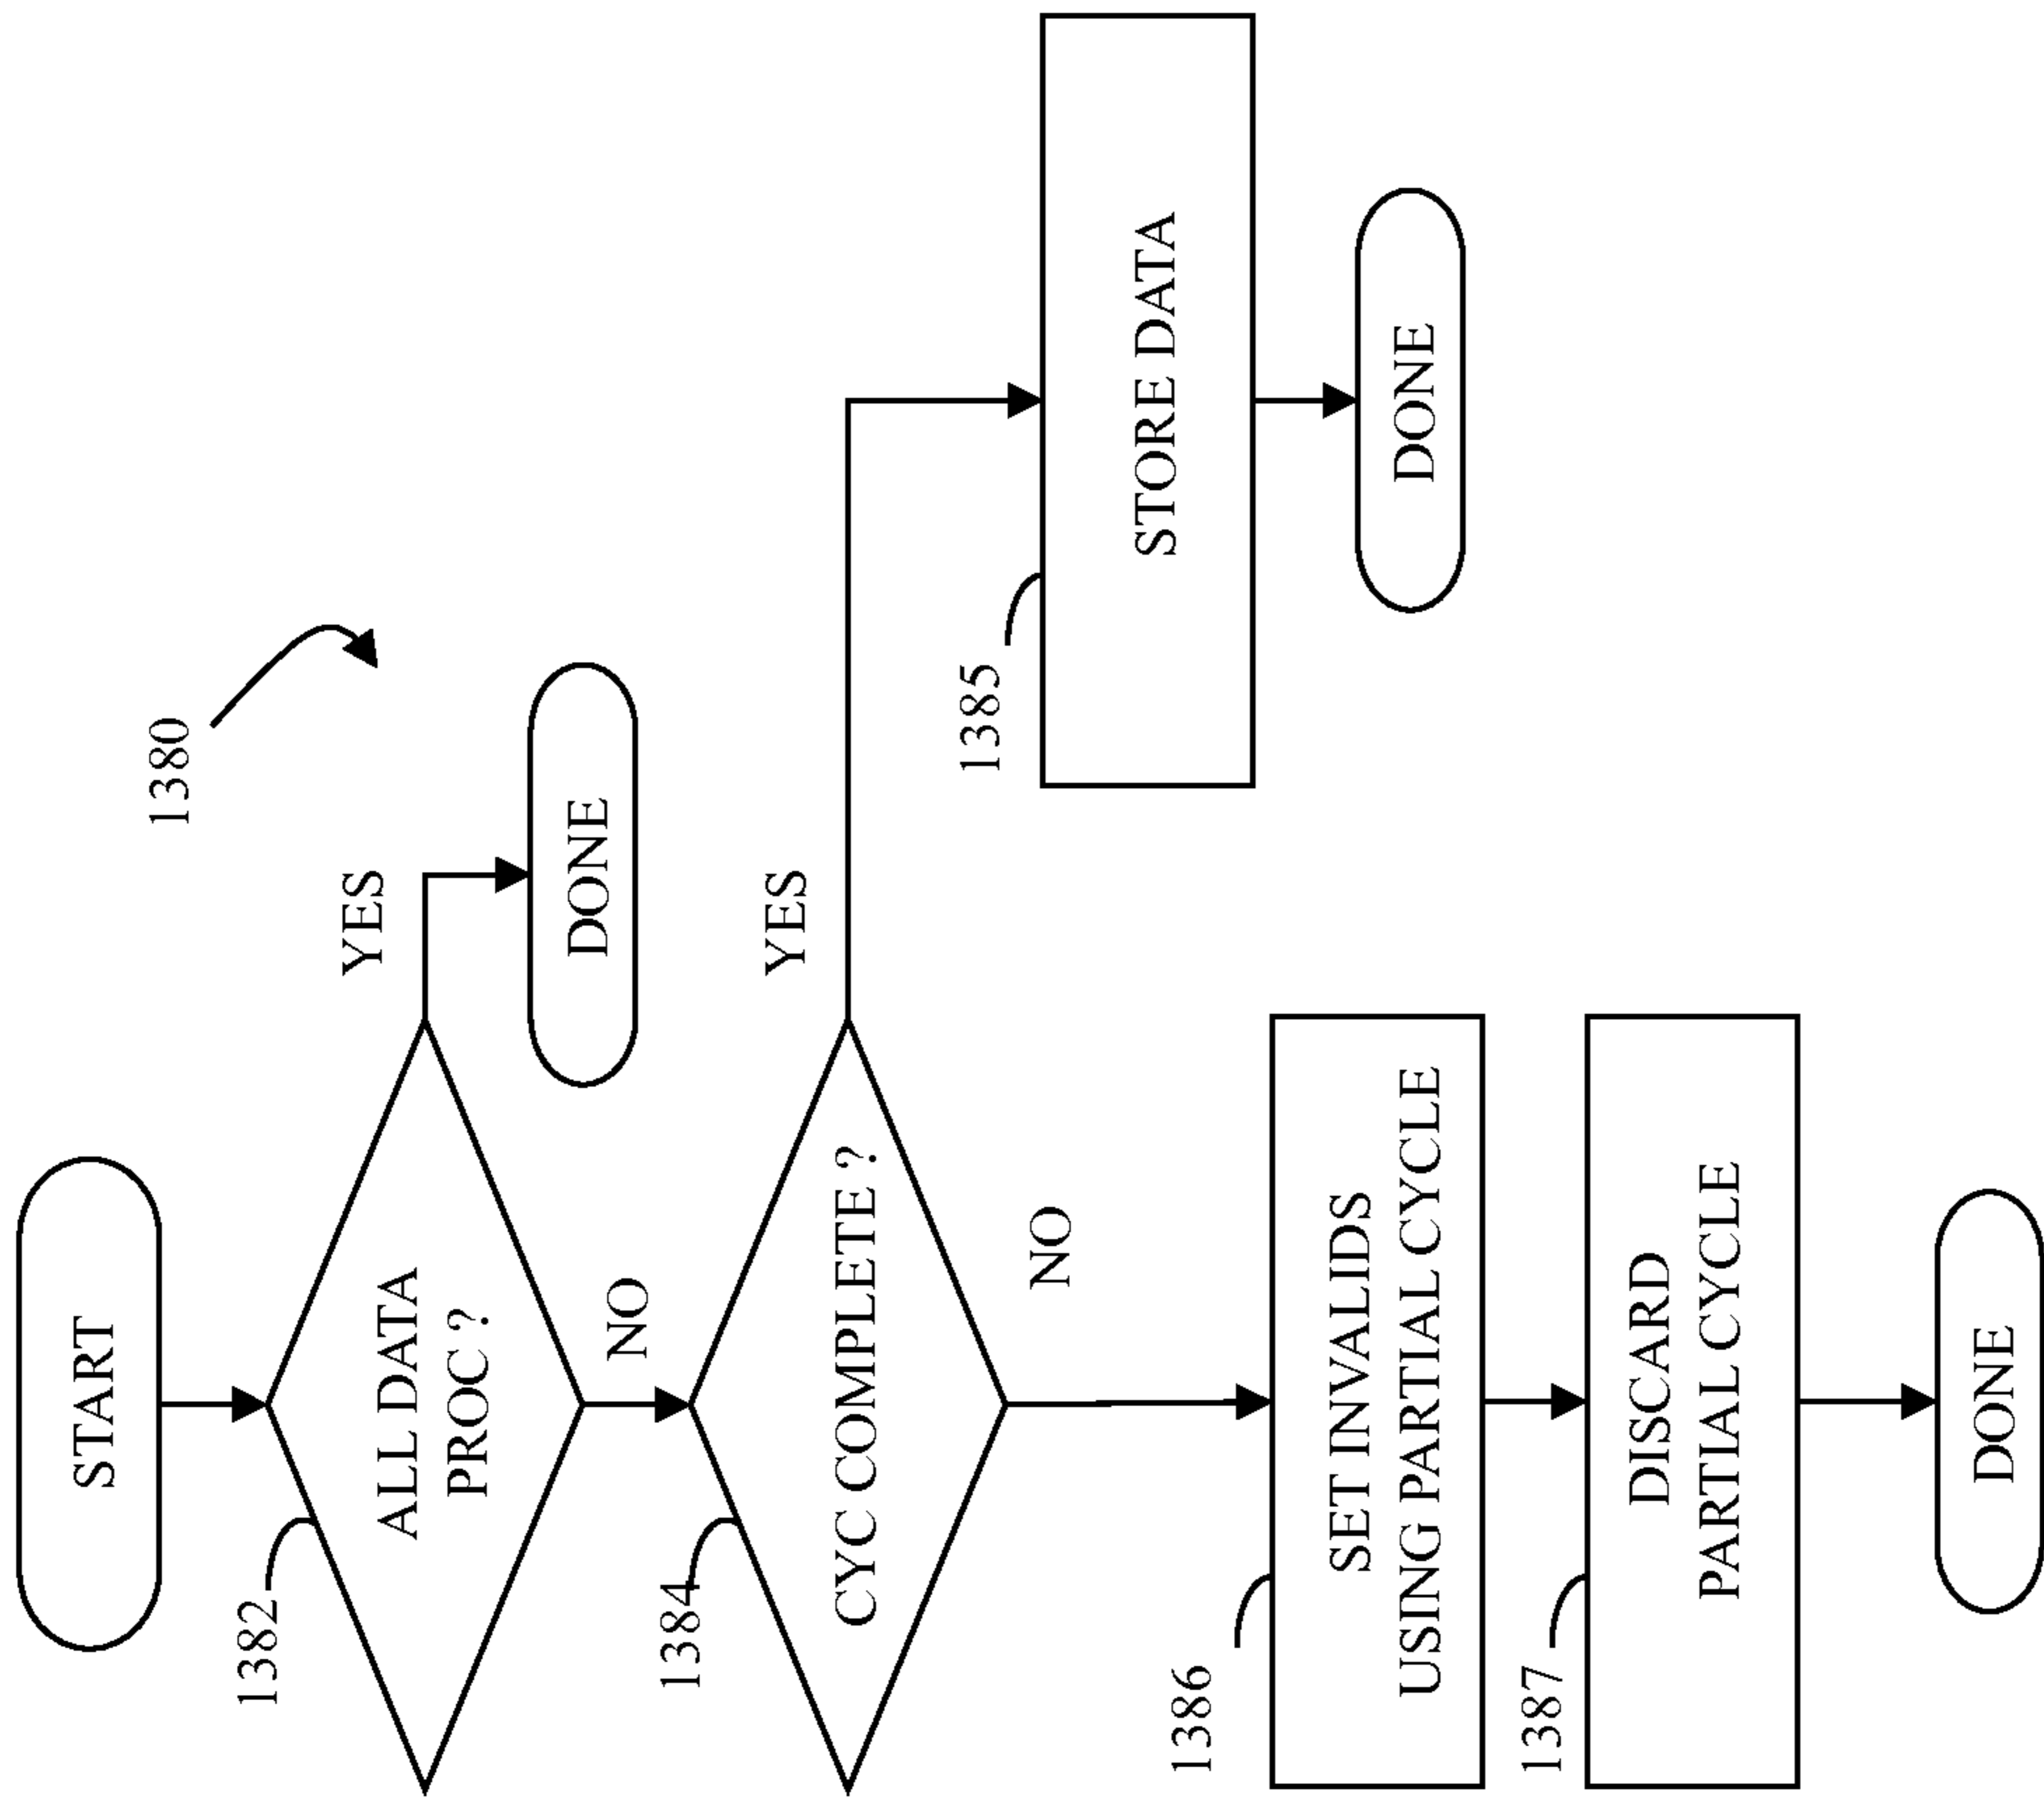 START
1380
1382
ALL DATA
PROC ?
YES
DONE
NO
1384
CYC COMPLETE ?
YES
NO
1385
STORE DATA
DONE
1386
SET INVALIDS
USING PARTIAL CYCLE
1387
DISCARD
PARTIAL CYCLE
DONE